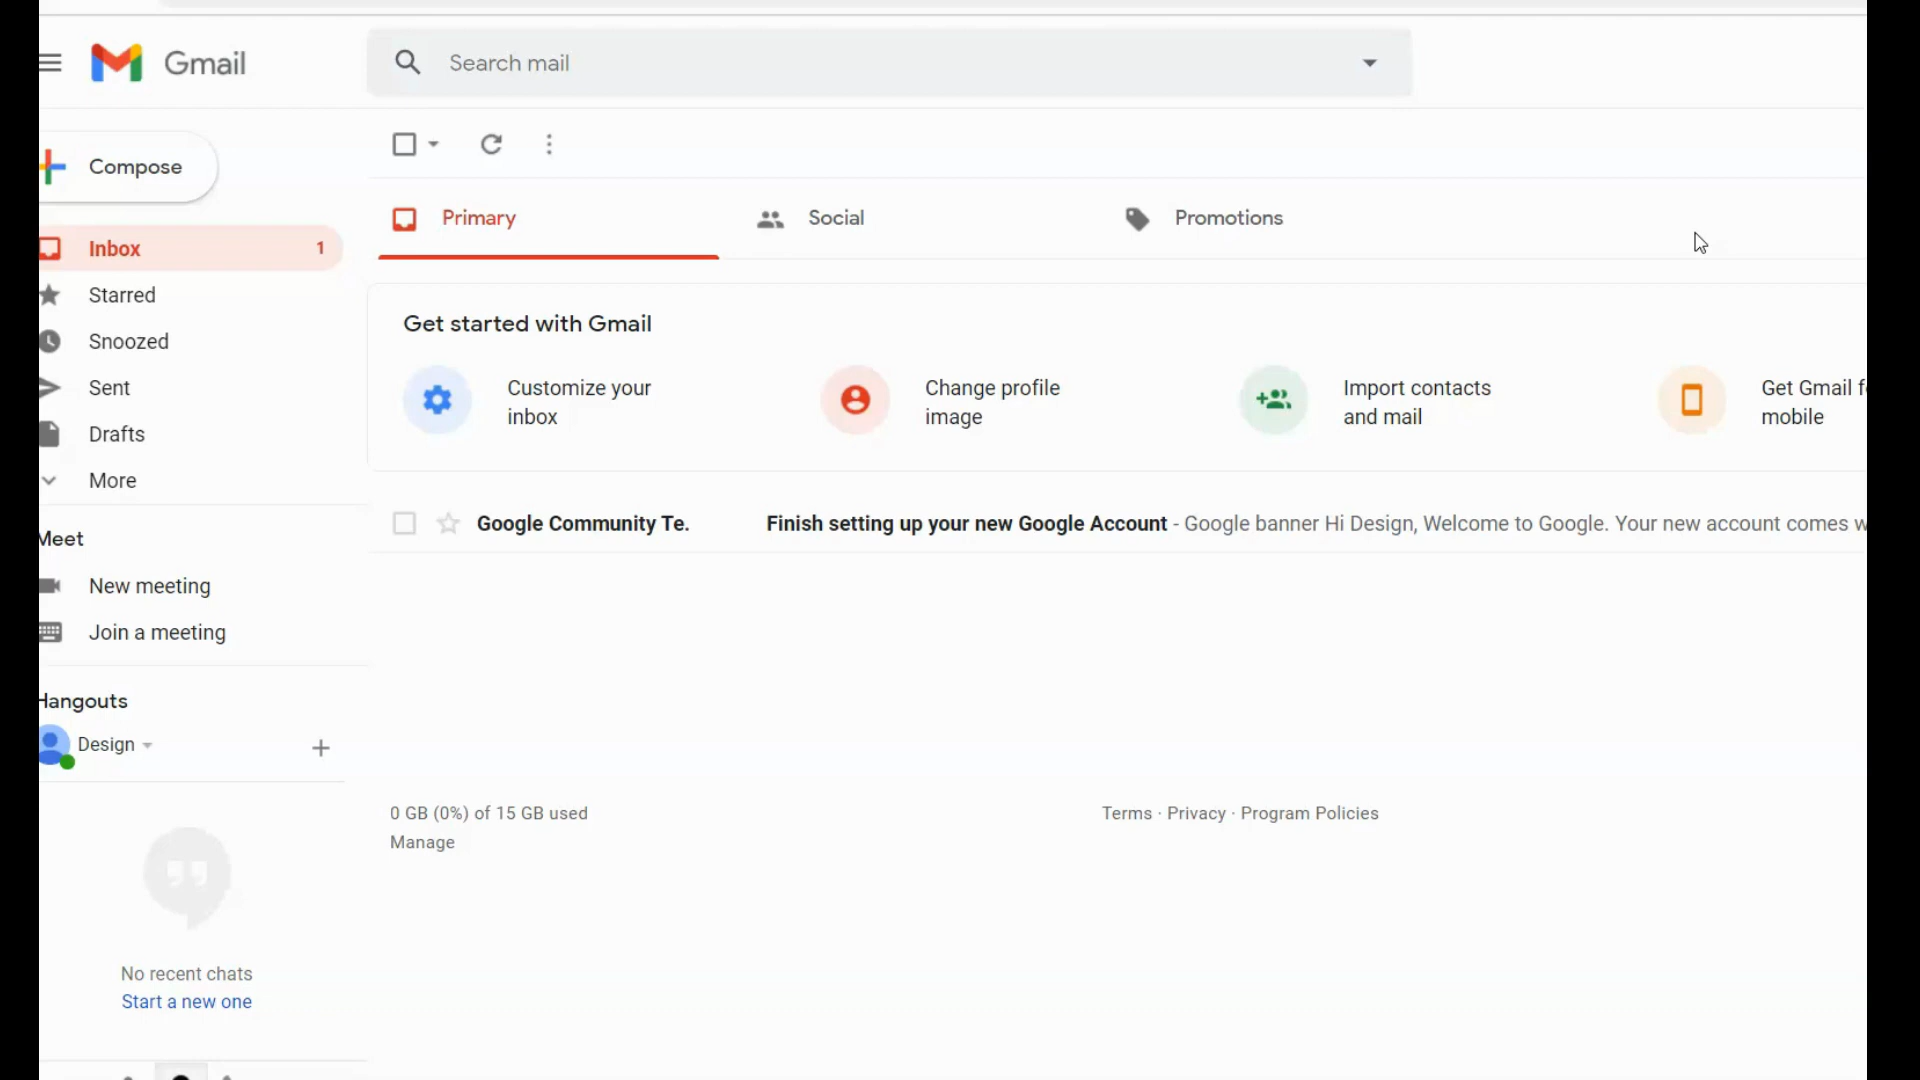 Gmail
Search mail
Compose
Primary
Social
Promotions
Inbox 1
Starred
Snoozed
Sent
Drafts
More
Get started with Gmail
Customize your
inbox
Change profile
image
Import contacts
and mail
Get Gmail f
mobile
Google Community Te. Finish setting up your new Google Account - Google banner Hi Design, Welcome to Google. Your new account comes w
Meet
New meeting
Join a meeting
Hangouts
Design
No recent chats
Start a new one
0 GB (0%) of 15 GB used
Manage
Terms · Privacy · Program Policies